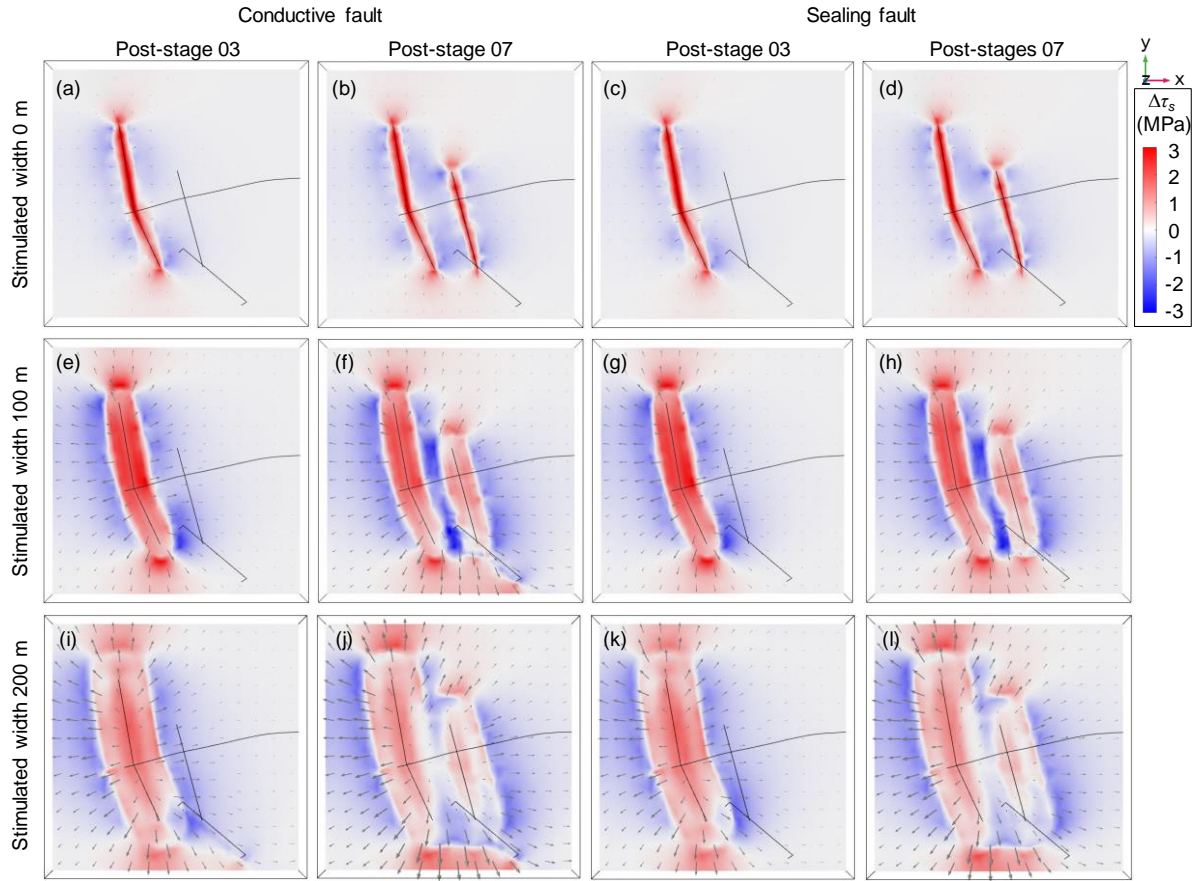 Conductive fault
Sealing fault
Post-stage 03
Post-stage 07
Post-stage 03
Post-stages 07
Stimulated width 0 m
(a)
(b)
(c)
(d)
y
z
x
Δτs
(MPa)
3
2
1
0
-1
-2
-3
Stimulated width 100 m
(e)
(f)
(g)
(h)
Stimulated width 200 m
(i)
(j)
(k)
(l)